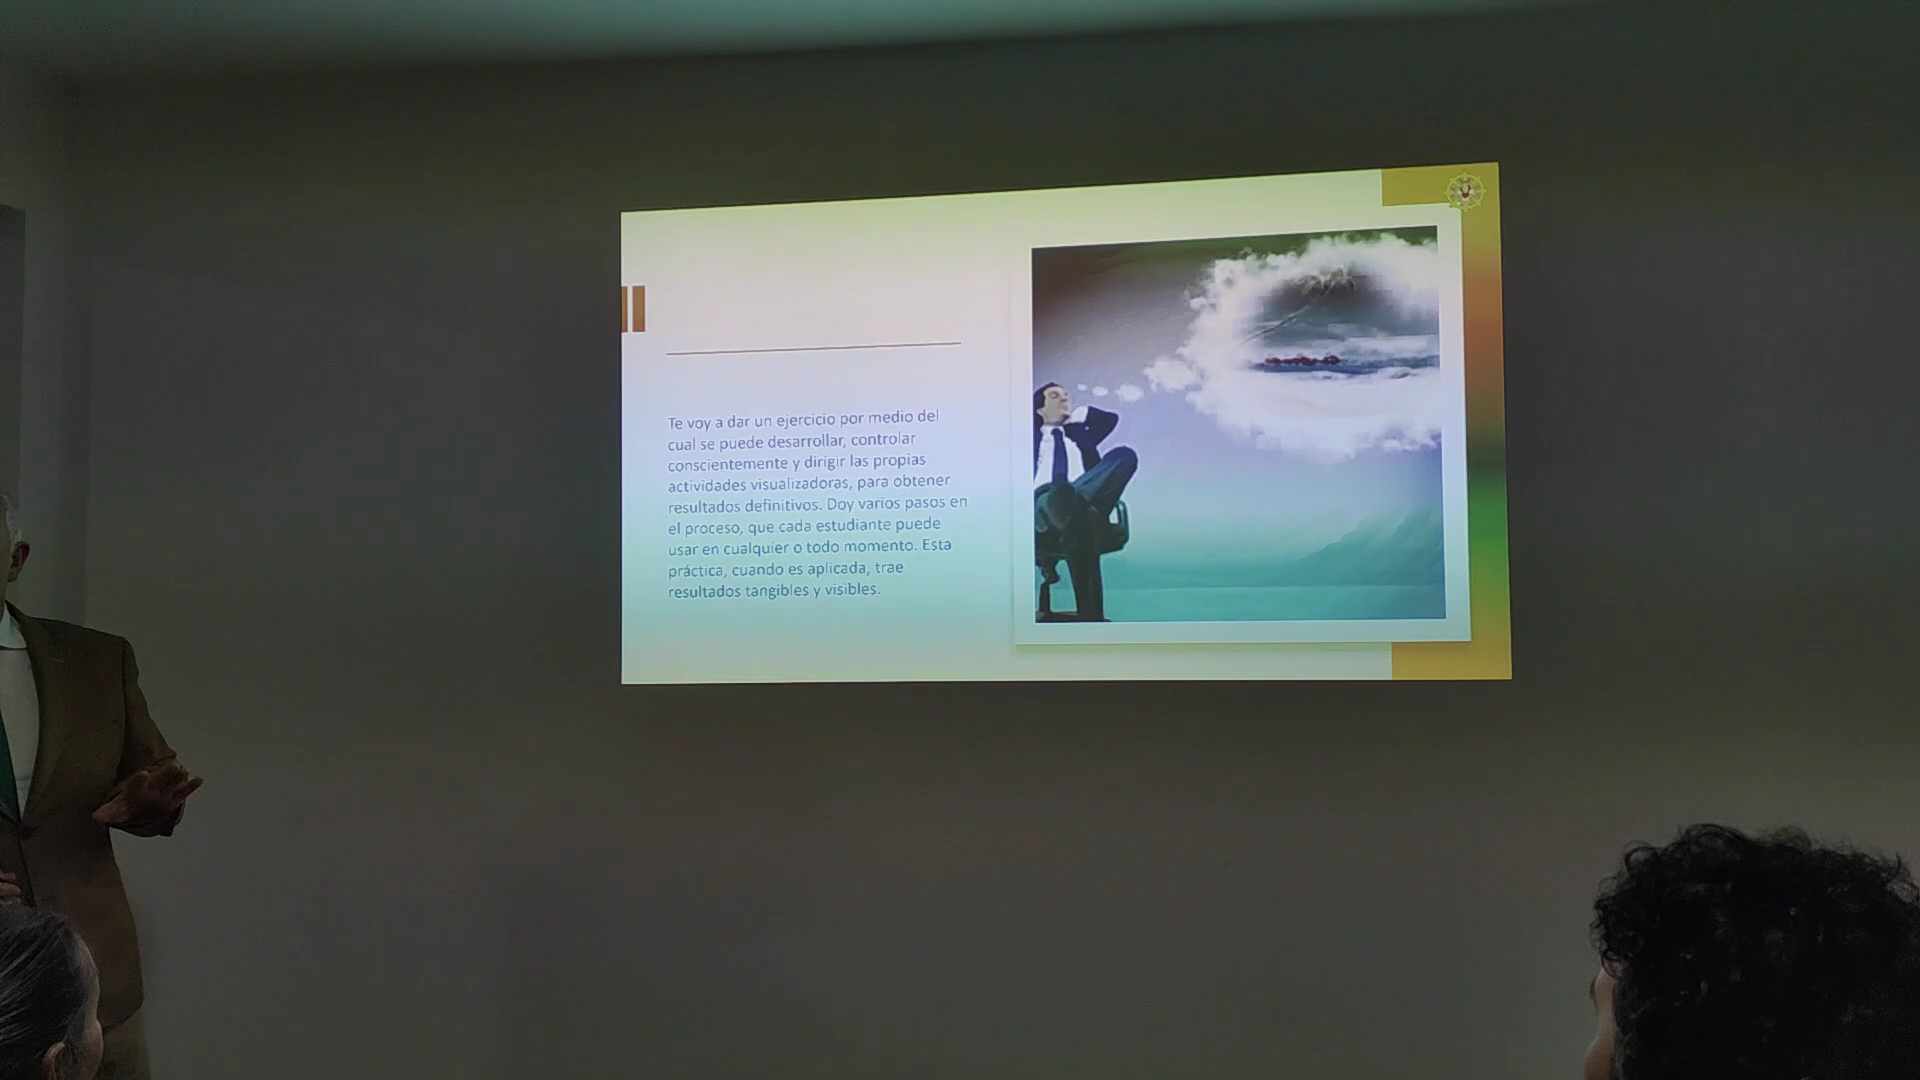 Te voy a dar un ejercicio por medio del
cual se puede desarrollar, controlar
conscientemente y dirigir las propias
actividades visualizadoras, para obtener
resultados definitivos. Doy varios pasos en
el proceso, que cada estudiante puede
usar en cualquier o todo momento. Esta
práctica, cuando es aplicada, trae
resultados tangibles y visibles.